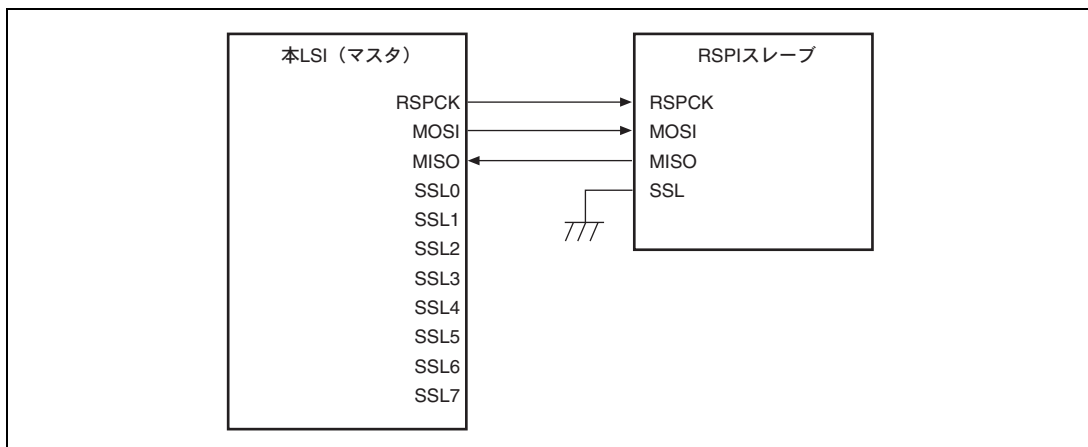 本LSI(マスタ)
RSPCK
MOSI
MISO
SSL0
SSL1
SSL2
SSL3
SSL4
SSL5
SSL6
SSL7
RSPIスレーブ
RSPCK
MOSI
MISO
SSL